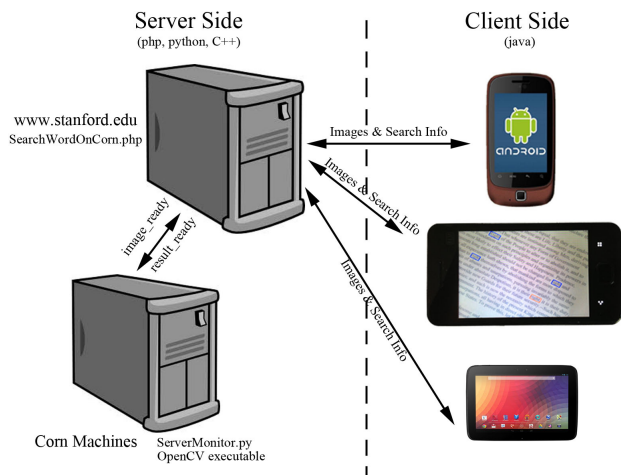 Server Side
(php, python, C++)
Client Side
(java)
www.stanford.edu
SearchWordOnCorn.php
Images & Search Info
ANDROID
Images & Search Info
image_ready
result_ready
Images & Search Info
Corn Machines
ServerMonitor.py
OpenCV executable